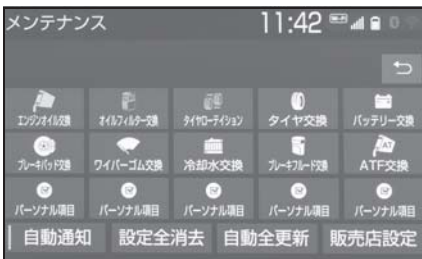 メンテナンス 11:42
エンジンオイル交換 オイルフィルター交換 タイヤローテイション タイヤ交換 バッテリー交換
ブレーキパッド交換 ワイパーゴム交換 冷却水交換 ブレーキフルード交換 ATF交換
パーソナル項目 パーソナル項目 パーソナル項目 パーソナル項目 パーソナル項目
自動通知 設定全消去 自動全更新 販売店設定